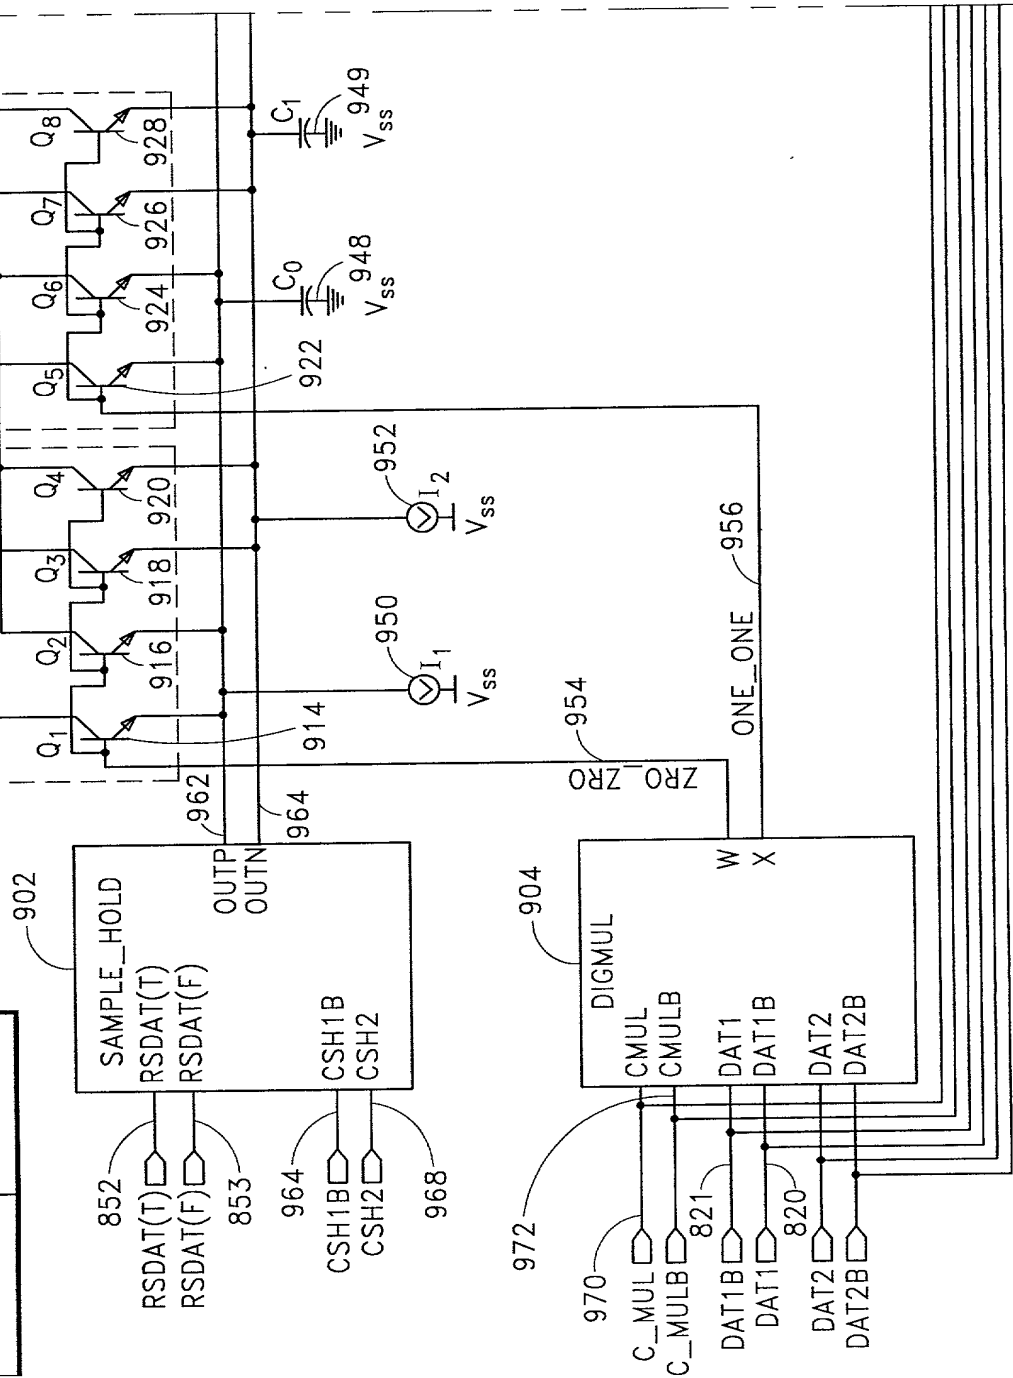 902
SAMPLE_HOLD
852
RSDAT(T)
RSDAT(T)
RSDAT(F)
RSDAT(F)
853
964
CSH1B
CSH1B
CSH2
CSH2
968
OUTP
OUTN
962
964
Q1
914
Q2
916
Q3
918
Q4
920
Q5
922
Q6
924
Q7
926
Q8
928
I1
950
Vss
I2
952
Vss
C0
948
Vss
C1
949
Vss
904
DIGMUL
970
C_MUL
CMUL
972
C_MULB
CMULB
821
DAT1B
DAT1
DAT1
DAT1B
820
DAT2
DAT2
DAT2B
DAT2B
W
X
ZRO_ZRO
954
ONE_ONE
956